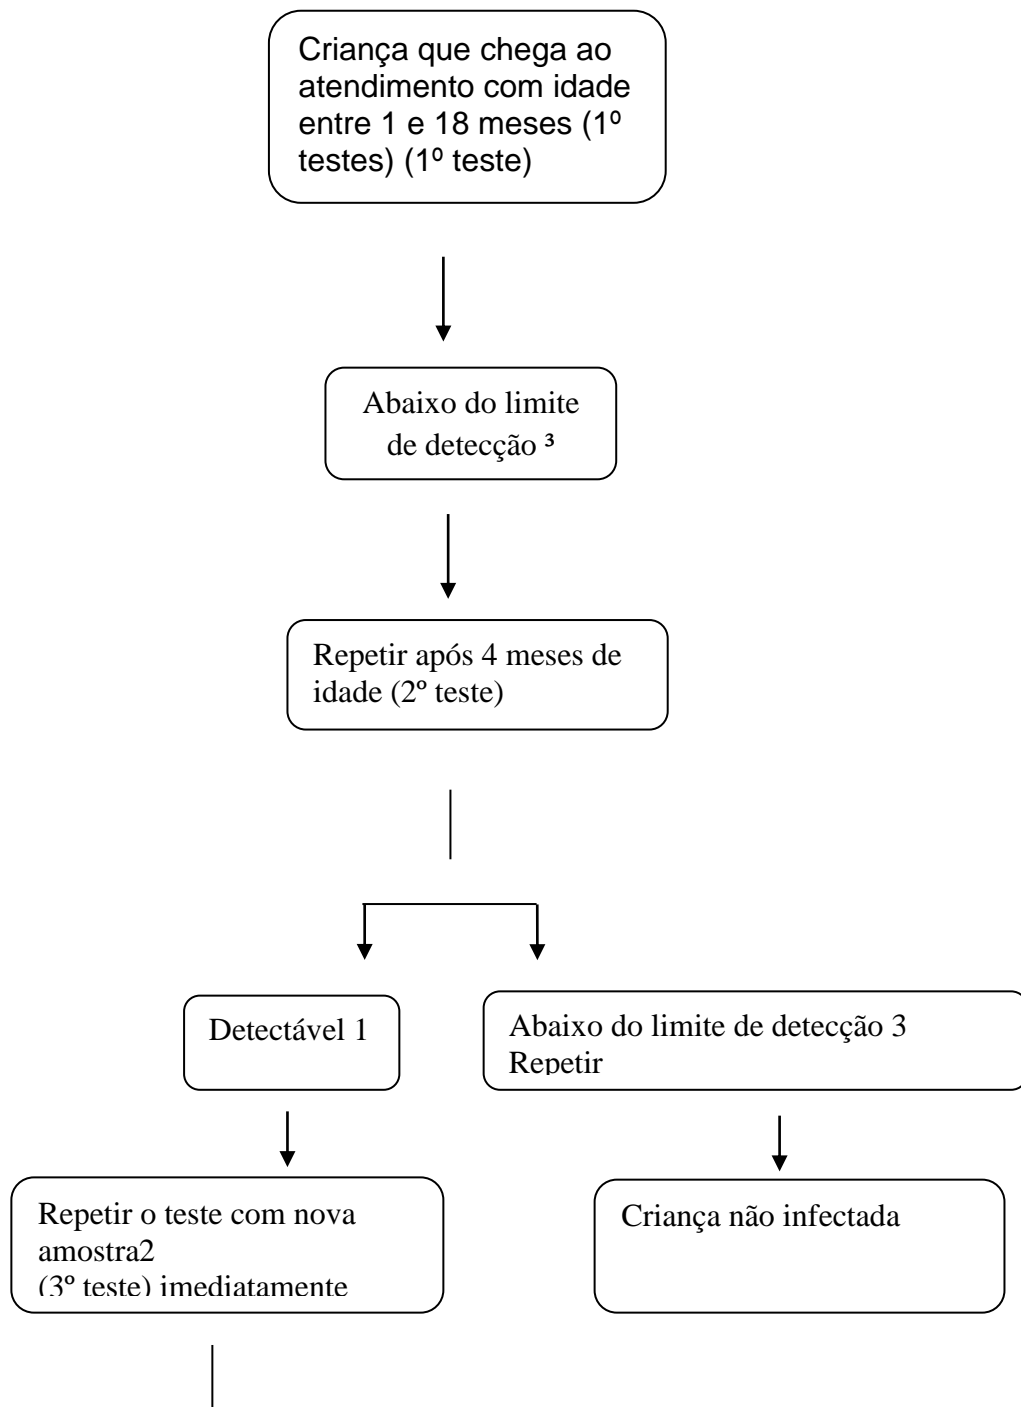 Criança que chega ao
atendimento com idade
entre 1 e 18 meses (1º
testes) (1º teste)
Abaixo do limite
de detecção ³
Repetir após 4 meses de
idade (2º teste)
Detectável 1
Abaixo do limite de detecção 3
Repetir
Repetir o teste com nova
amostra2
(3º teste) imediatamente
Criança não infectada